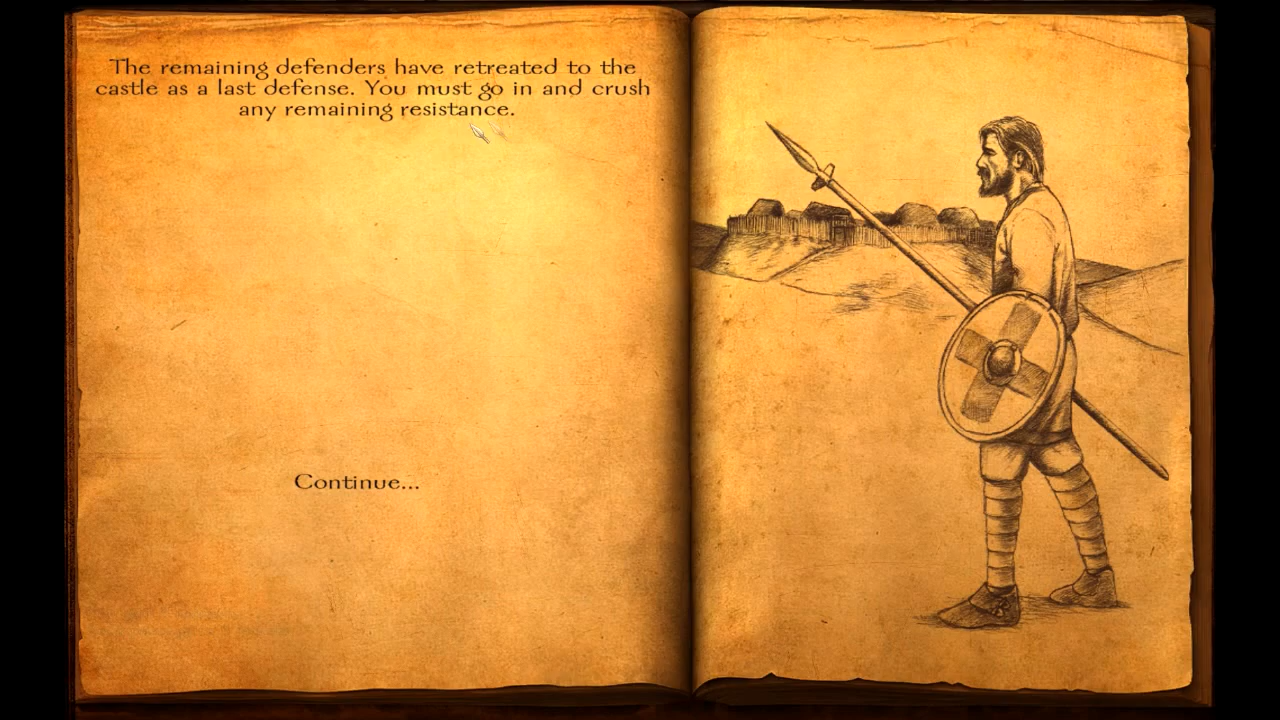 The remaining defenders have retreated to the
castle as a last defense. You must go in and crush
any remaining resistance.
Continue...